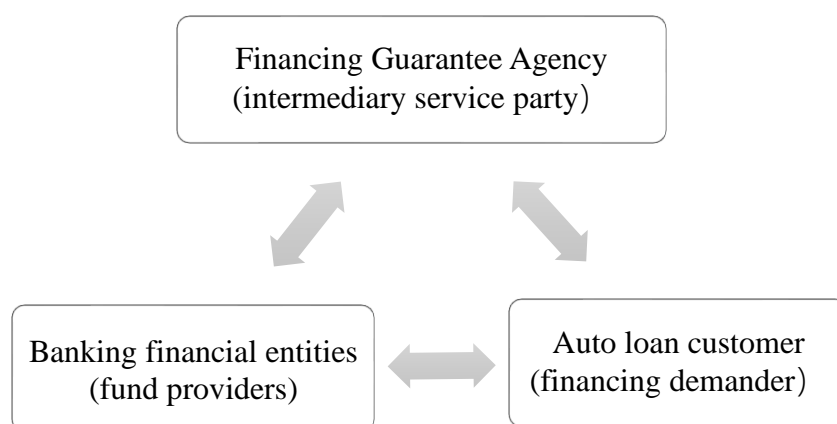 Financing Guarantee Agency
(intermediary service party）
Banking financial entities
(fund providers)
Auto loan customer
(financing demander）